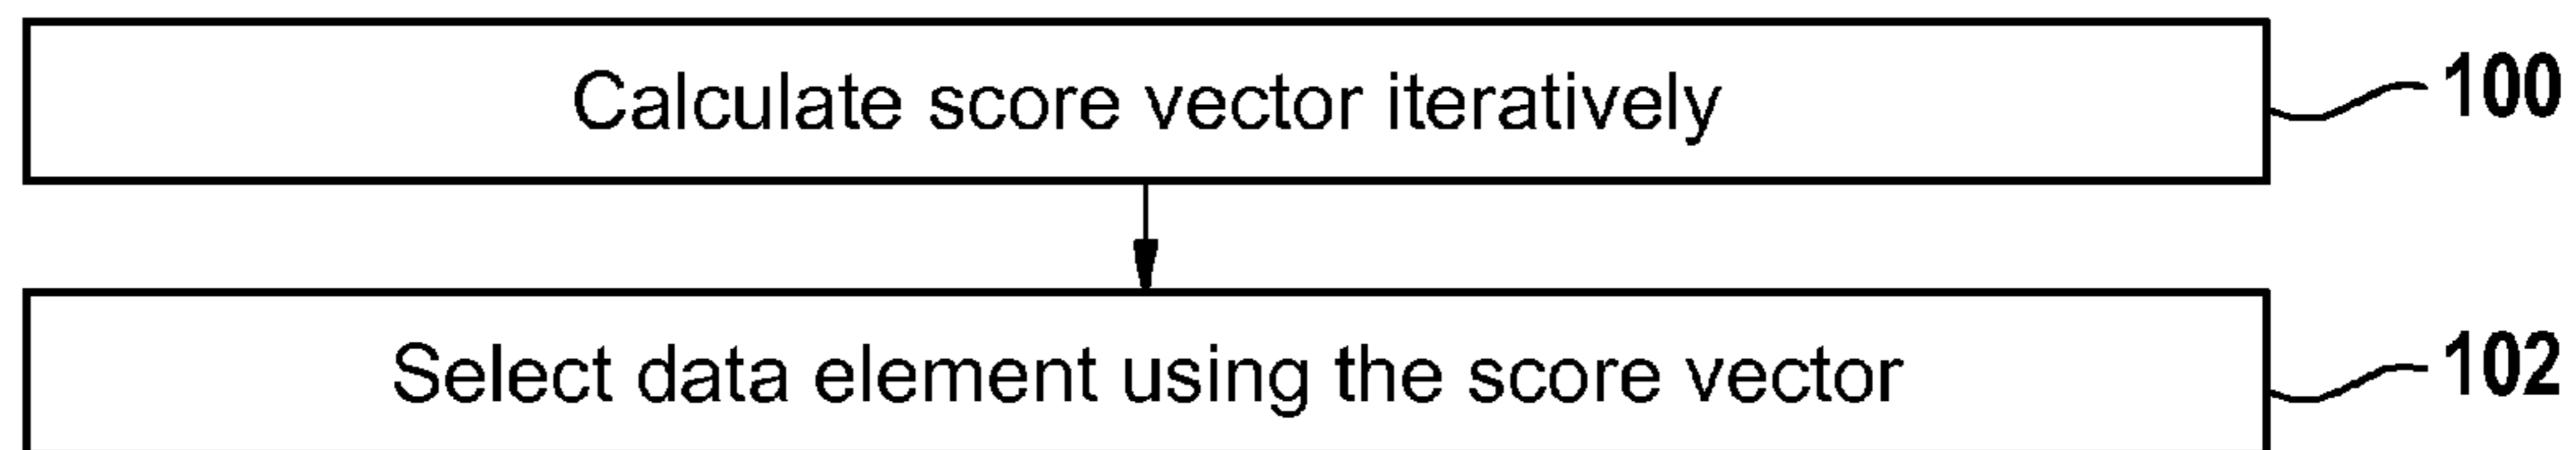 Calculate score vector iteratively
100
Select data element using the score vector
102